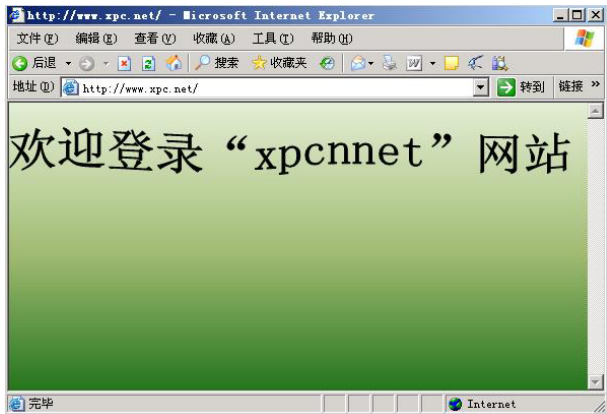 http://www.xpc.net/ - Microsoft Internet Explorer
文件(F) 编辑(E) 查看(V) 收藏(A) 工具(T) 帮助(H)
后退 搜索 收藏夹
地址(D) http://www.xpc.net/ 转到 链接 »
欢迎登录“xpcnnet”网站
完毕 Internet